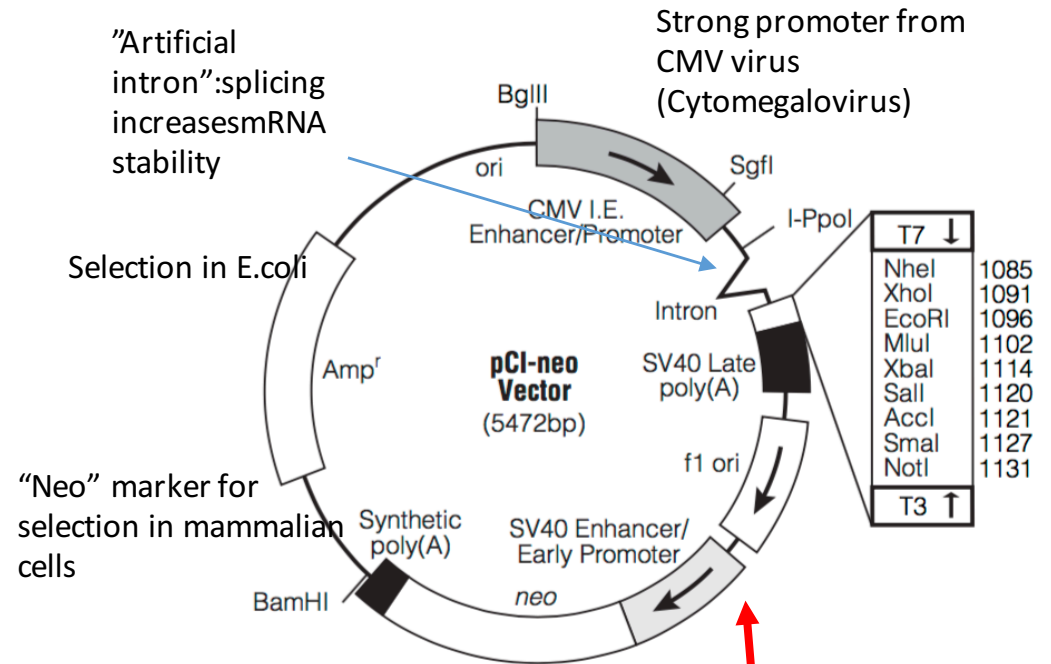 ”Artificial
intron”:splicing
increasesmRNA
stability
Strong promoter from
CMV virus
(Cytomegalovirus)
BglII
ori
SgfI
CMV I.E.
Enhancer/Promoter
I-PpoI
T7 ↓
NheI 1085
XhoI 1091
EcoRI 1096
MluI 1102
XbaI 1114
SalI 1120
AccI 1121
SmaI 1127
NotI 1131
T3 ↑
Selection in E.coli
Intron
Ampr
pCI-neo
Vector
(5472bp)
SV40 Late
poly(A)
f1 ori
“Neo” marker for
selection in mammalian
cells
Synthetic
poly(A)
SV40 Enhancer/
Early Promoter
BamHI
neo